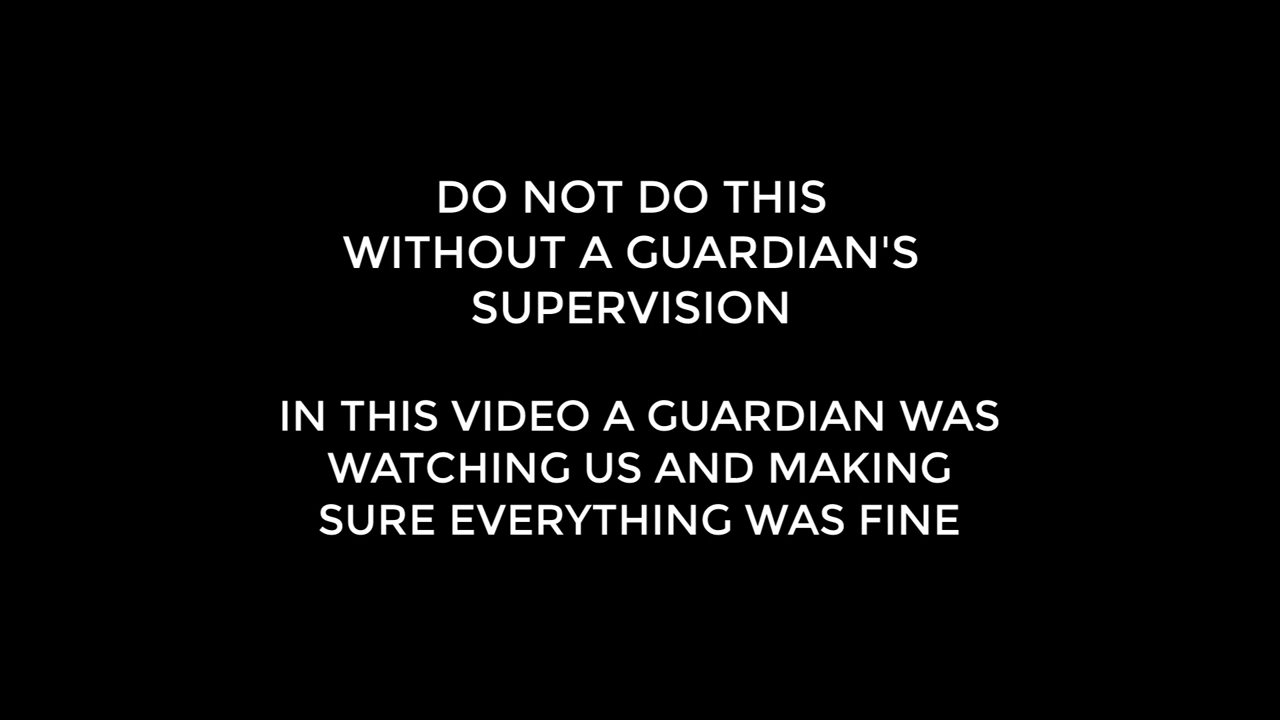 DO NOT DO THIS
WITHOUT A GUARDIAN'S
SUPERVISION
IN THIS VIDEO A GUARDIAN WAS
WATCHING US AND MAKING
SURE EVERYTHING WAS FINE